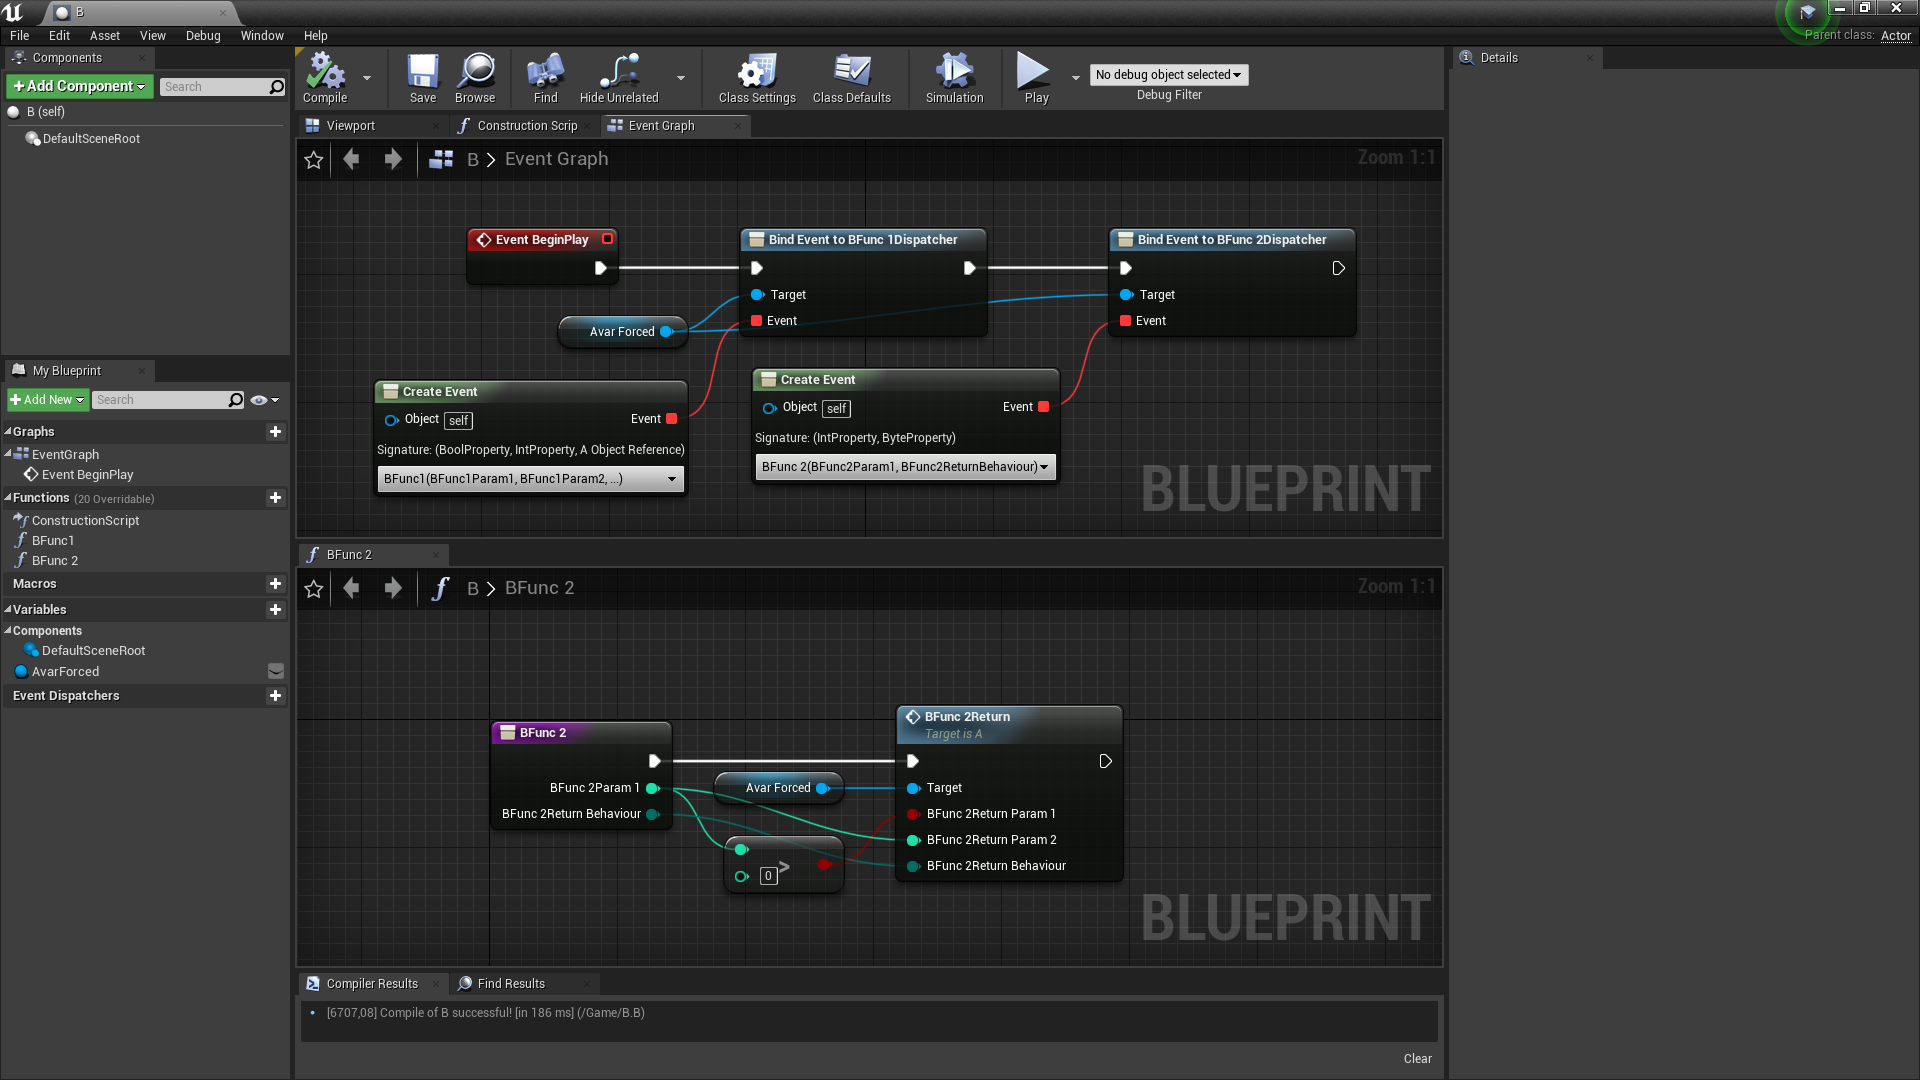 B
File Edit Asset View Debug Window Help
Parent class: Actor
Components
+Add Component
Search
B (self)
DefaultSceneRoot
Compile
Save
Browse
Find
Hide Unrelated
Class Settings
Class Defaults
Simulation
Play
No debug object selected
Debug Filter
Details
Viewport
Construction Scrip
Event Graph
B > Event Graph
Zoom 1:1
Event BeginPlay
Bind Event to BFunc 1Dispatcher
Target
Event
Bind Event to BFunc 2Dispatcher
Target
Event
Avar Forced
Create Event
Object self
Event
Signature: (BoolProperty, IntProperty, A Object Reference)
BFunc1(BFunc1Param1, BFunc1Param2, ...)
Create Event
Object self
Event
Signature: (IntProperty, ByteProperty)
BFunc 2(BFunc2Param1, BFunc2ReturnBehaviour)
BLUEPRINT
My Blueprint
+Add New
Search
Graphs
EventGraph
Event BeginPlay
Functions (20 Overridable)
ConstructionScript
BFunc1
BFunc 2
Macros
Variables
Components
DefaultSceneRoot
AvarForced
Event Dispatchers
BFunc 2
B > BFunc 2
Zoom 1:1
BFunc 2
BFunc 2Param 1
BFunc 2Return Behaviour
Avar Forced
0 >
BFunc 2Return
Target is A
Target
BFunc 2Return Param 1
BFunc 2Return Param 2
BFunc 2Return Behaviour
BLUEPRINT
Compiler Results
Find Results
[6707,08] Compile of B successful! [in 186 ms] (/Game/B.B)
Clear